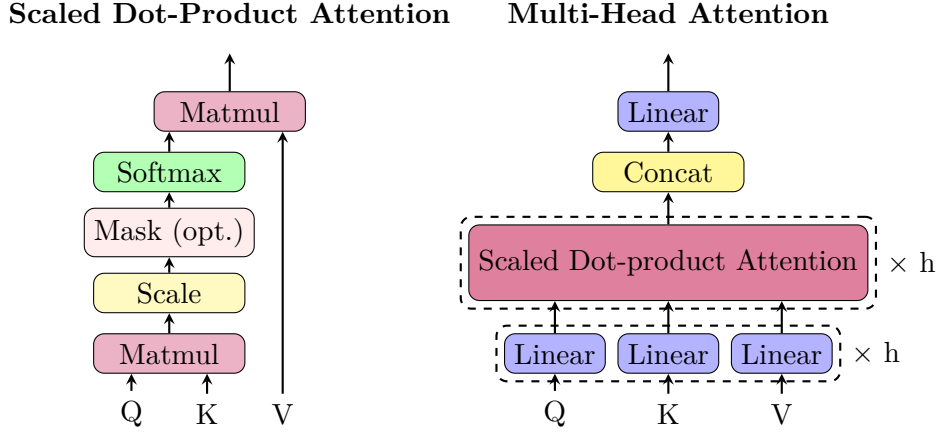 Scaled Dot-Product Attention
Matmul
Softmax
Mask (opt.)
Scale
Matmul
Q K V
Multi-Head Attention
Linear
Concat
Scaled Dot-product Attention × h
Linear Linear Linear × h
Q K V